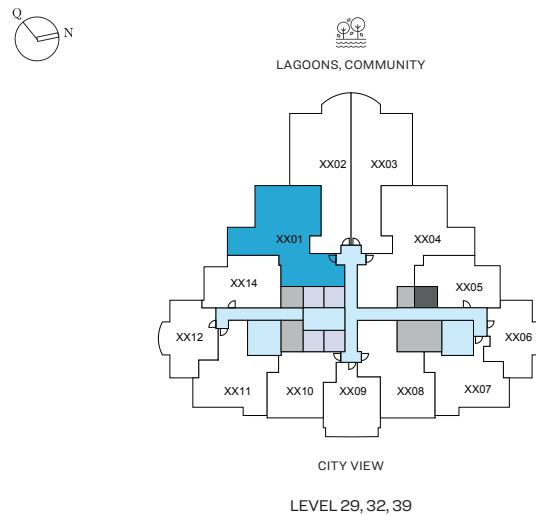 Q
N
LAGOONS, COMMUNITY
XX02 XX03
XX01 XX04
XX14 XX05
XX12 XX06
XX11 XX10 XX09 XX08 XX07
CITY VIEW
LEVEL 29, 32, 39